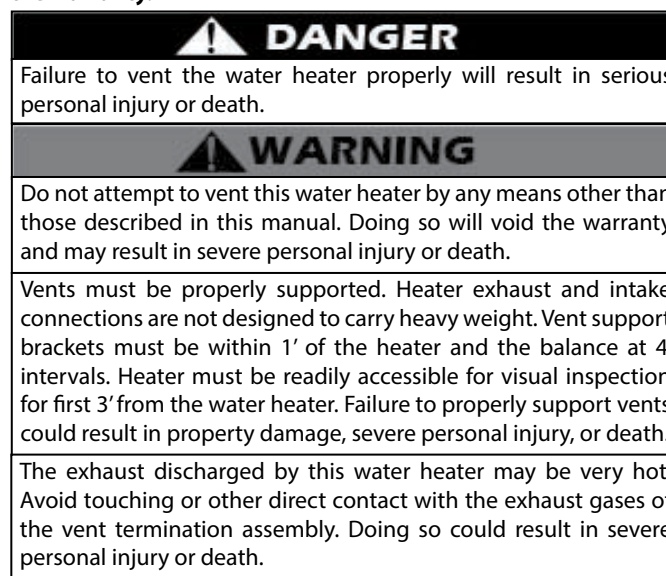 DANGER
Failure to vent the water heater properly will result in serious
personal injury or death.
WARNING
Do not attempt to vent this water heater by any means other than
those described in this manual. Doing so will void the warranty
and may result in severe personal injury or death.
Vents must be properly supported. Heater exhaust and intake
connections are not designed to carry heavy weight. Vent support
brackets must be within 1′ of the heater and the balance at 4
intervals. Heater must be readily accessible for visual inspection
for first 3′ from the water heater. Failure to properly support vents
could result in property damage, severe personal injury, or death.
The exhaust discharged by this water heater may be very hot
Avoid touching or other direct contact with the exhaust gases of
the vent termination assembly. Doing so could result in severe
personal injury or death.